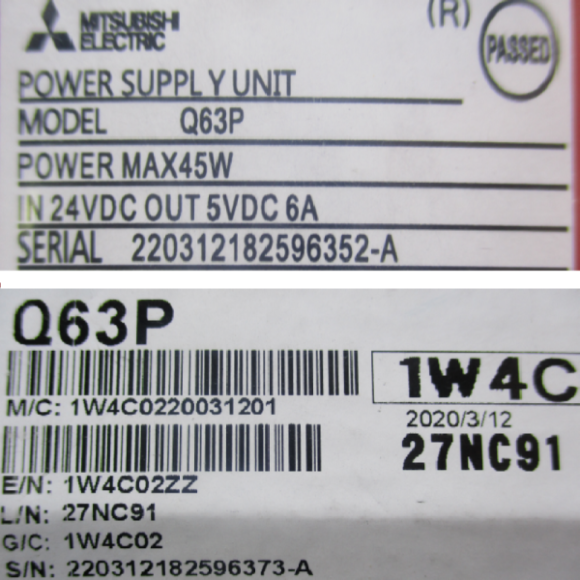 MITSUBISHI
ELECTRIC
(R)
PASSED
POWER SUPPLY UNIT
MODEL Q63P
POWER MAX45W
IN 24VDC OUT 5VDC 6A
SERIAL 220312182596352-A
Q63P
1W4C
M/C: 1W4C0220031201
2020/3/12
27NC91
E/N: 1W4C02ZZ
L/N: 27NC91
G/C: 1W4C02
S/N: 220312182596373-A